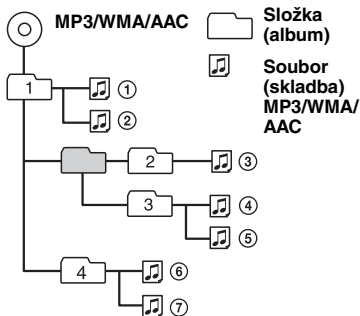 MP3/WMA/AAC
Složka
(album)
Soubor
(skladba)
MP3/WMA/
AAC
1
①
②
2
③
3
④
⑤
4
⑥
⑦